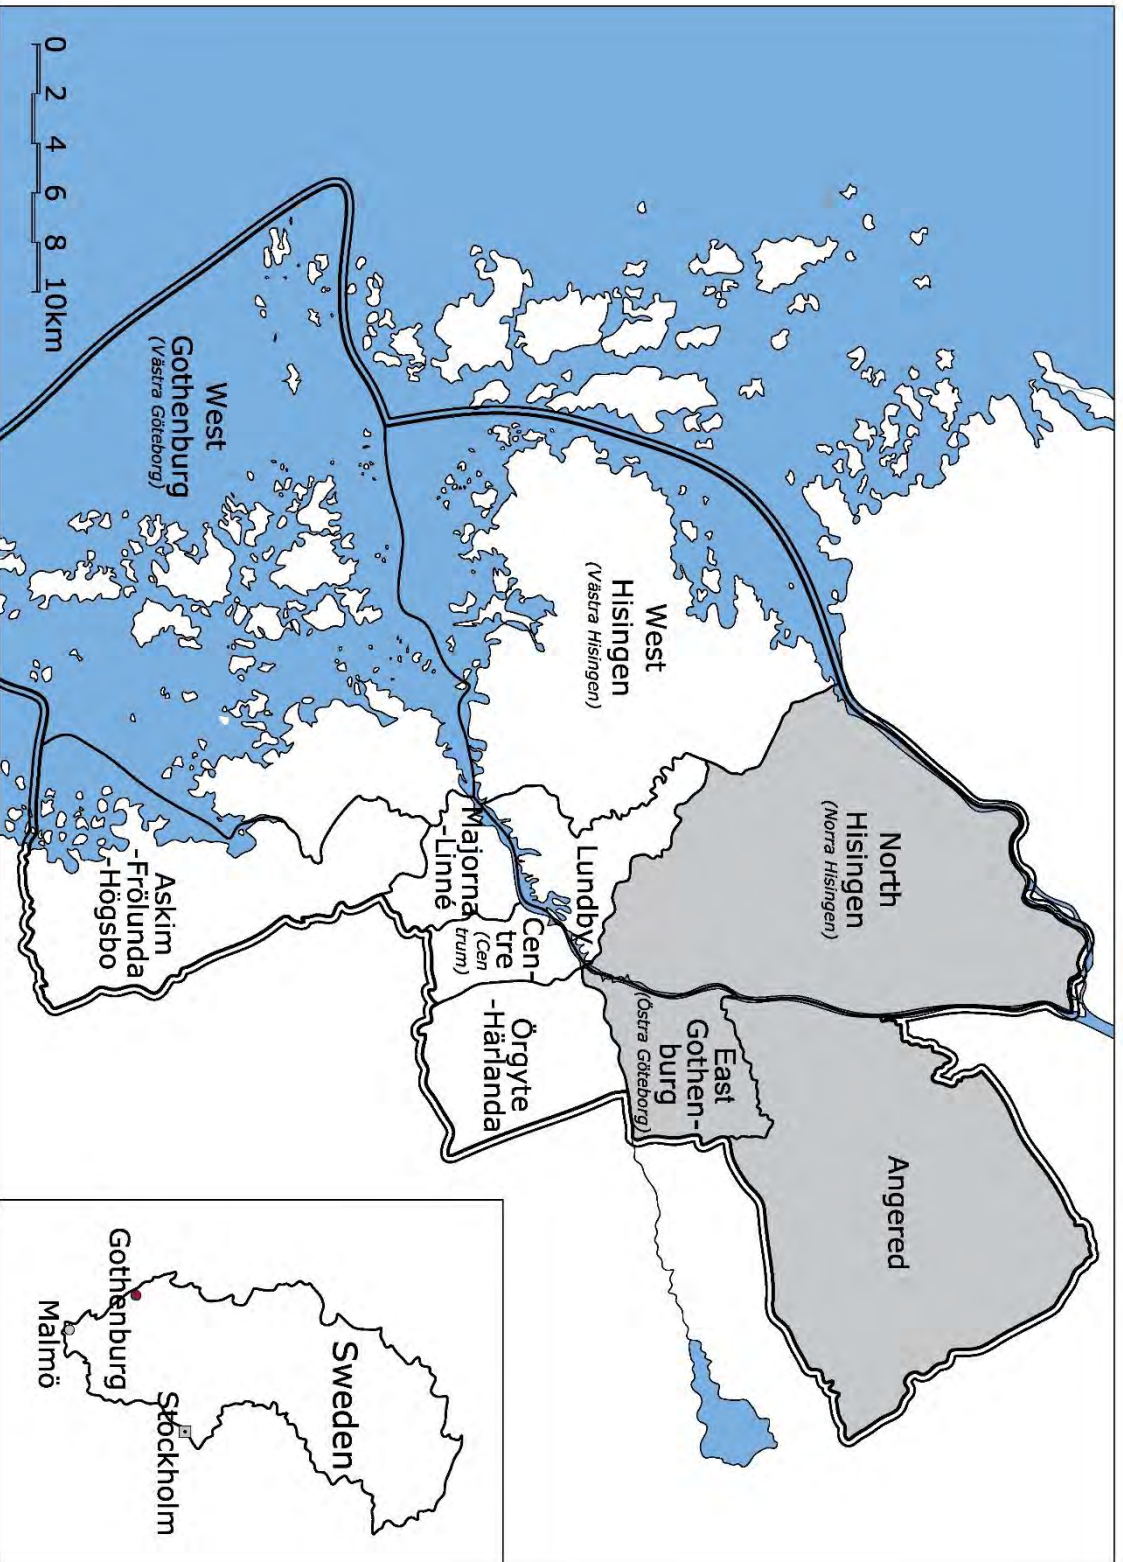 North
Hisingen
(Norra Hisingen)
Angered
West
Hisingen
(Västra Hisingen)
East
Gothen-
burg
(Östra Göteborg)
Lundby
Cen-
tre
(Cen
trum)
Örgyte
-Härlanda
Majorna
-Linné
West
Gothenburg
(Västra Göteborg)
Askim
-Frölunda
-Högsbo
0 2 4 6 8 10km
Sweden
Stockholm
Gothenburg
Malmö